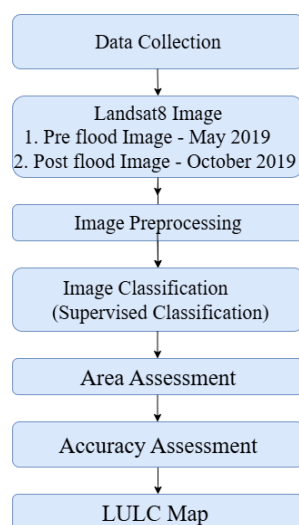 Data Collection
Landsat8 Image
1. Pre flood Image - May 2019
2. Post flood Image - October 2019
Image Preprocessing
Image Classification
(Supervised Classification)
Area Assessment
Accuracy Assessment
LULC Map